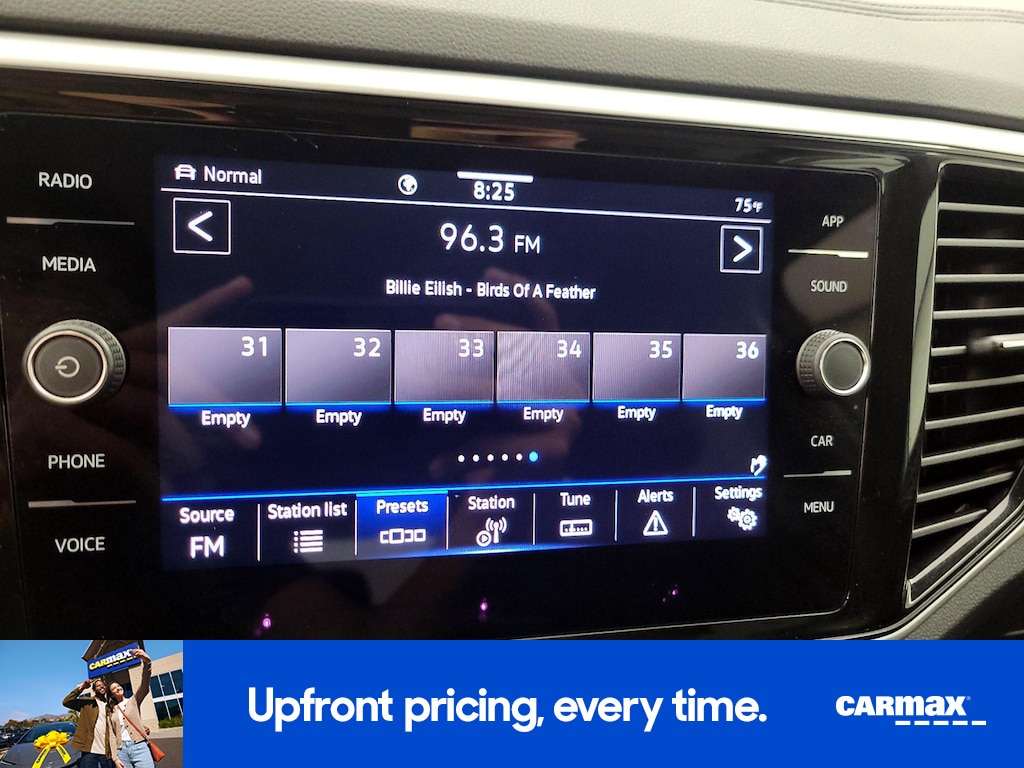 RADIO
MEDIA
PHONE
VOICE
Normal
8:25
75°F
<
96.3 FM
>
Billie Eilish - Birds Of A Feather
31 32 33 34 35 36
Empty Empty Empty Empty Empty Empty
Source Station list Presets Station Tune Alerts Settings
FM
APP
SOUND
CAR
MENU
CARMAX
Upfront pricing, every time.
CARMAX